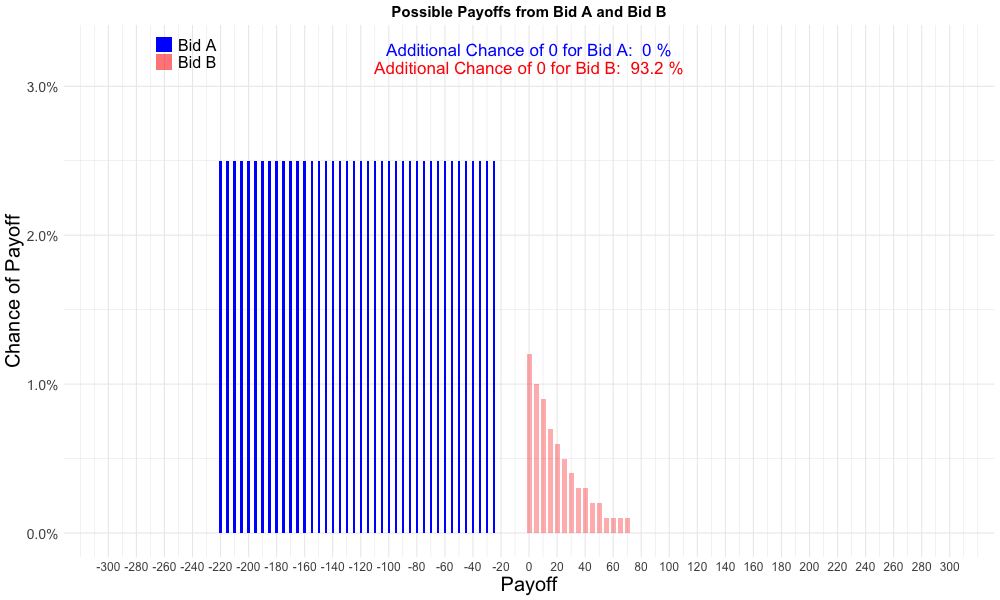 Possible Payoffs from Bid A and Bid B
Bid A
Bid B
Additional Chance of 0 for Bid A:  0 %
Additional Chance of 0 for Bid B:  93.2 %
Chance of Payoff
3.0%
2.0%
1.0%
0.0%
-300 -280 -260 -240 -220 -200 -180 -160 -140 -120 -100 -80 -60 -40 -20 0 20 40 60 80 100 120 140 160 180 200 220 240 260 280 300
Payoff